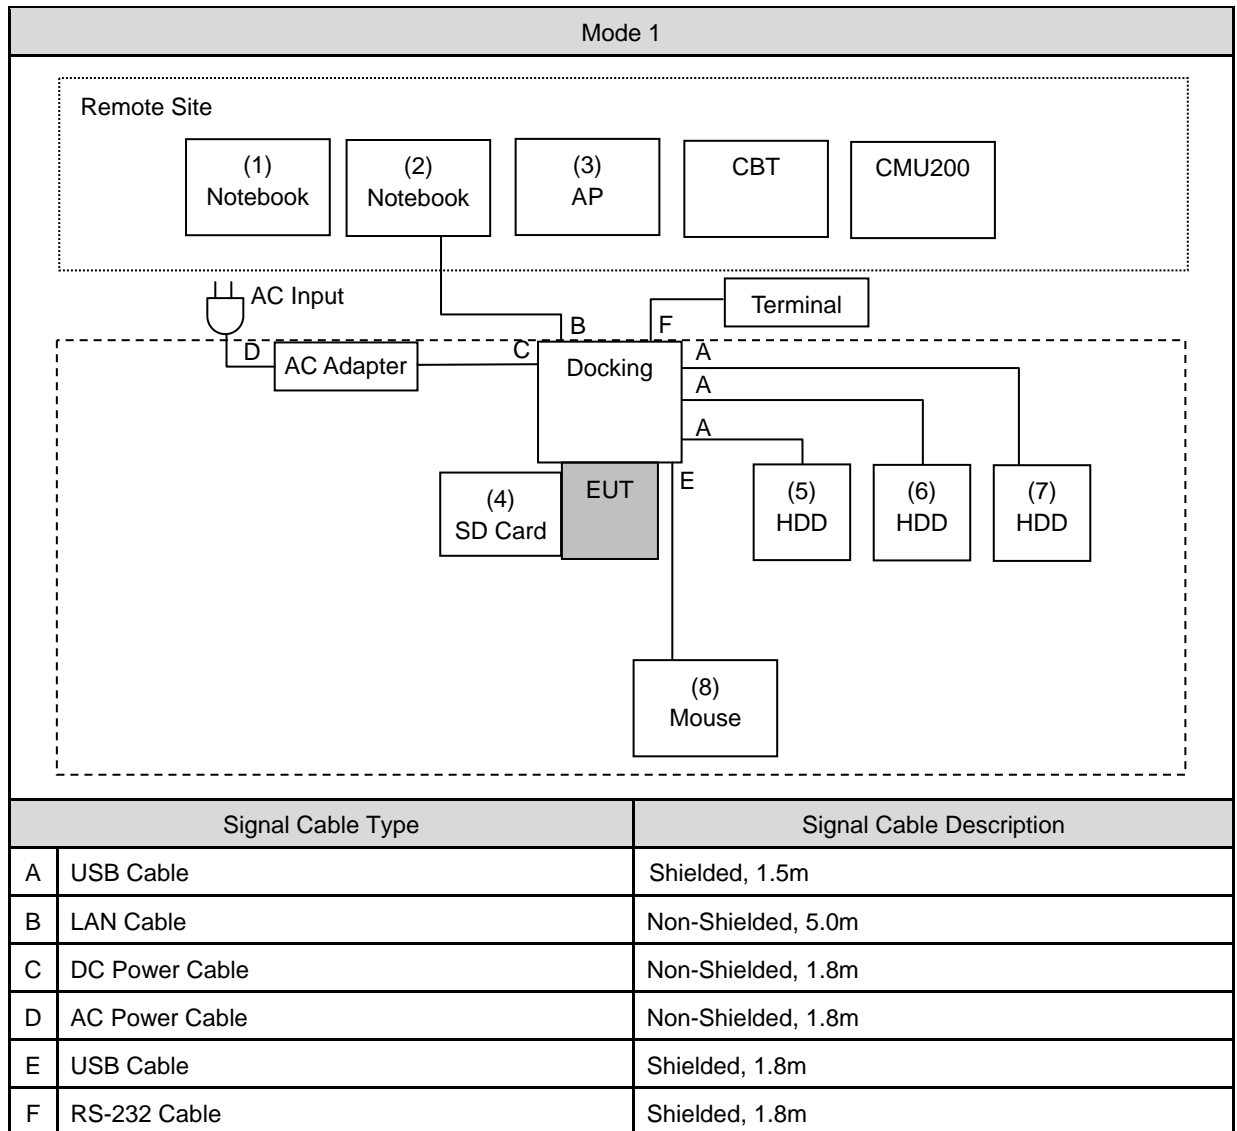 Mode 1
Remote Site
(1)
Notebook
(2)
Notebook
(3)
AP
CBT
CMU200
AC Input
Terminal
B
F
D
AC Adapter
C
Docking
A
A
A
(4)
SD Card
EUT
E
(5)
HDD
(6)
HDD
(7)
HDD
(8)
Mouse
Signal Cable Type
Signal Cable Description
A USB Cable Shielded, 1.5m
B LAN Cable Non-Shielded, 5.0m
C DC Power Cable Non-Shielded, 1.8m
D AC Power Cable Non-Shielded, 1.8m
E USB Cable Shielded, 1.8m
F RS-232 Cable Shielded, 1.8m